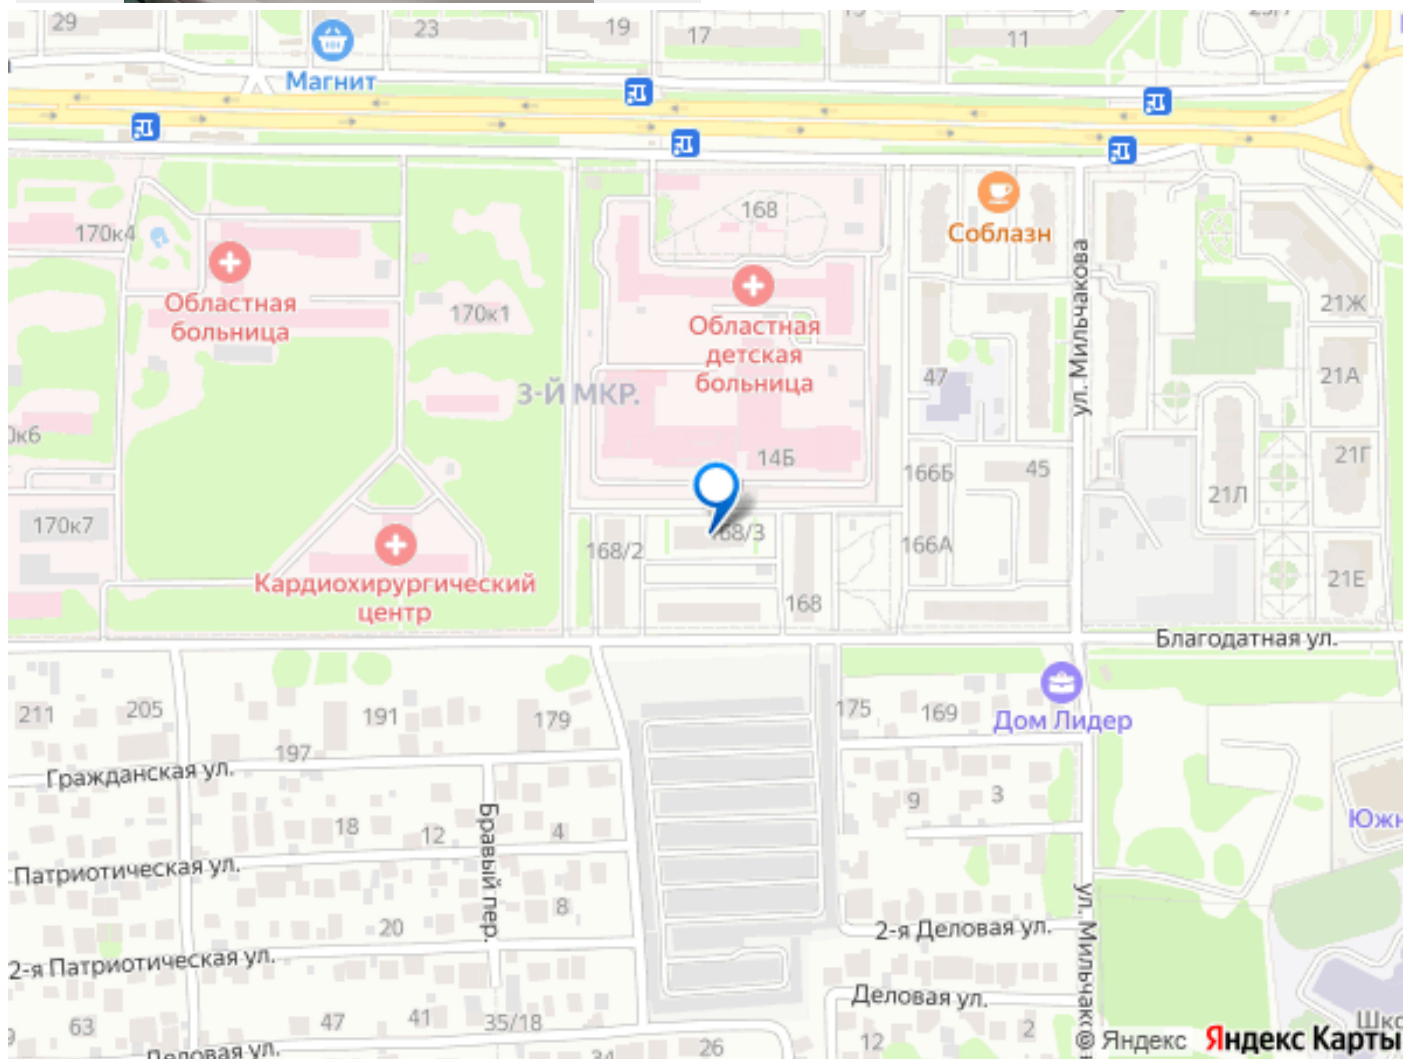 29
23
19
17
11
Магнит
168
Соблазн
170к4
Областная
больница
170к1
Областная
детская
больница
ул. Мильчакова
21Ж
47
21А
3-Й МКР.
14Б
166Б
45
21Г
21Л
170к7
168/2
168/3
166А
Кардиохирургический
центр
168
21Е
Благодатная ул.
211
205
191
179
175
169
Дом Лидер
197
Гражданская ул.
18
12
4
9
3
Бравый пер.
Патриотическая ул.
20
8
2-я Деловая ул.
2-я Патриотическая ул.
ул. Мильчако
Деловая ул.
63
47
41
35/18
12
2
26
Деловая ул.
© Яндекс Яндекс Карты